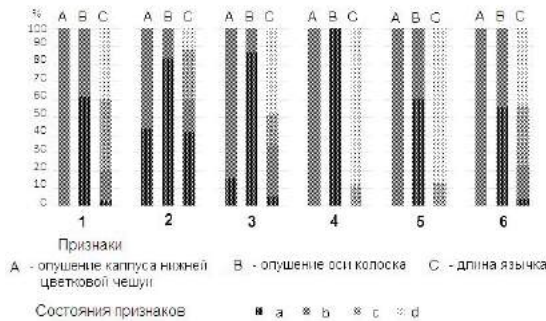 % A B C A B C A B C A B C A B C A B C
100
90
80
70
60
50
40
30
20
10
0
1 2 3 4 5 6
Признаки
A - опушение каллуса нижней цветковой чешуи B - опушение оси колоска C - длина язычка
Состояния признаков a b c d